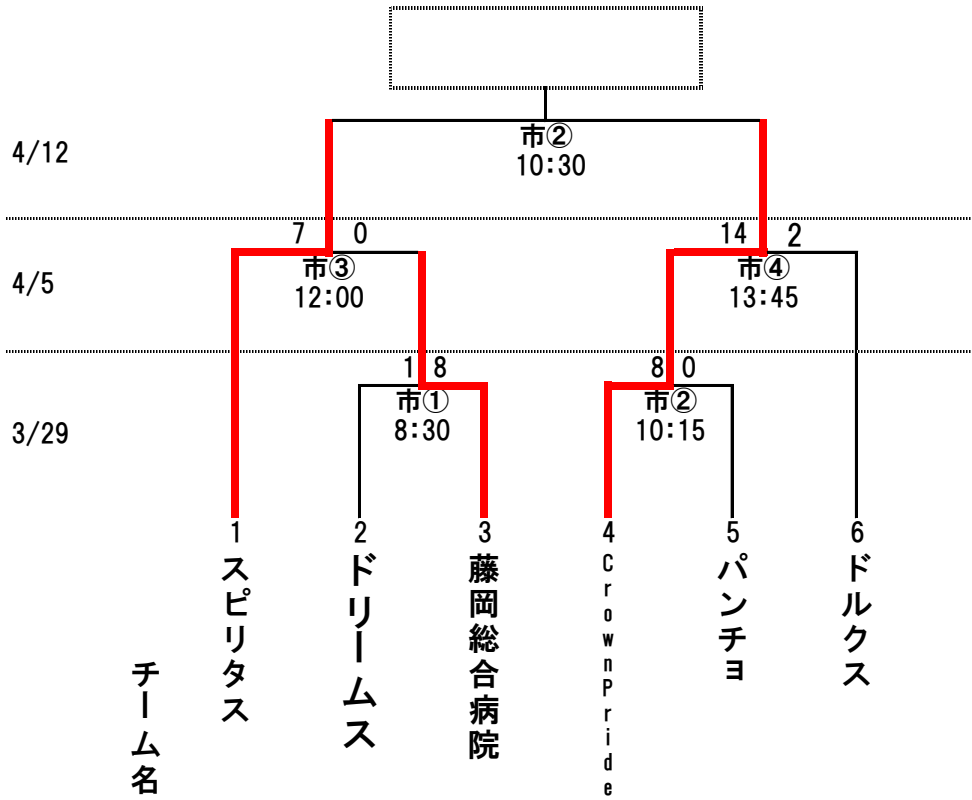 4/12
市②
10:30
7 0
14 2
4/5
市③
12:00
市④
13:45
1 8
8 0
3/29
市①
8:30
市②
10:15
1
2
3
4
5
6
チーム名
スピリタス
ドリームス
藤岡総合病院
CrownPride
パンチョ
ドルクス